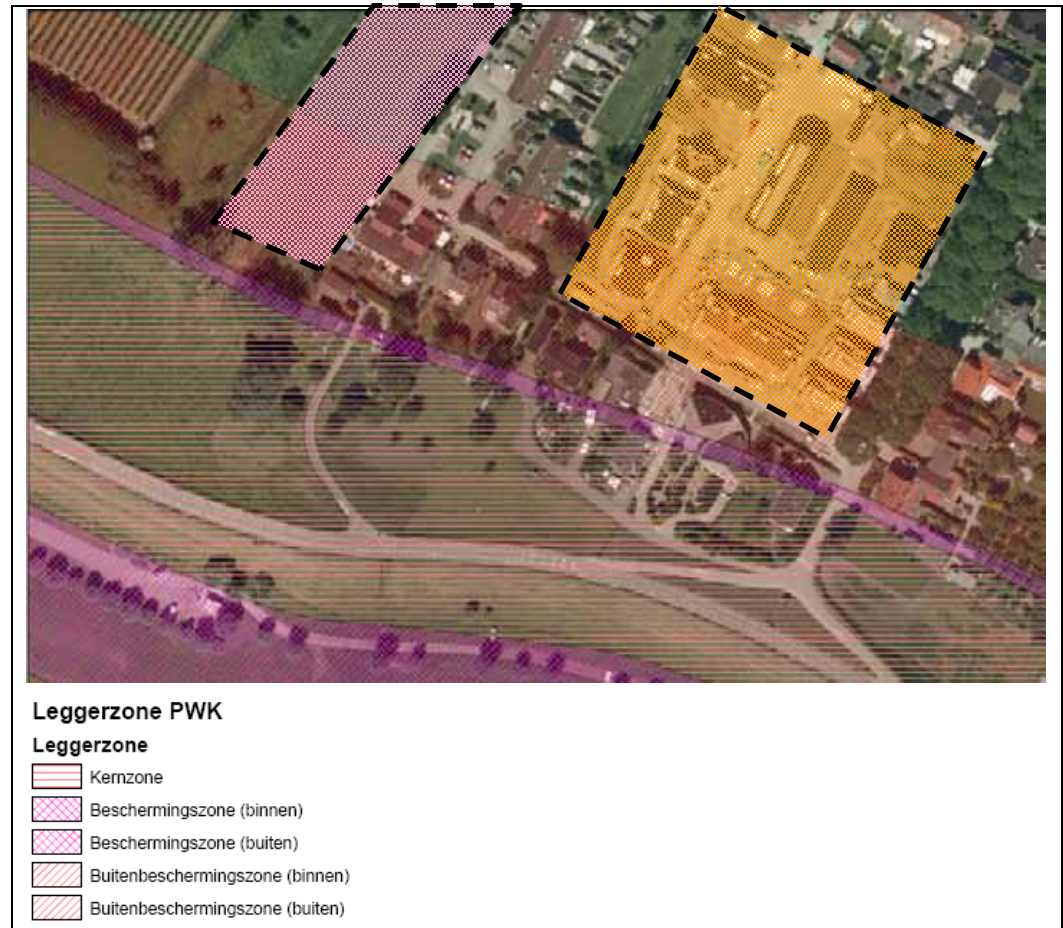 Leggerzone PWK
Leggerzone
Kernzone
Beschermingszone (binnen)
Beschermingszone (buiten)
Buitenbeschermingszone (binnen)
Buitenbeschermingszone (buiten)